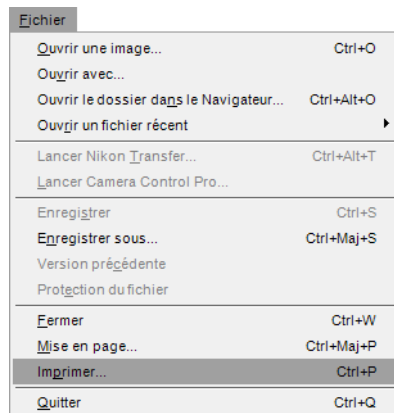 Fichier
Ouvrir une image... Ctrl+O
Ouvrir avec...
Ouvrir le dossier dans le Navigateur... Ctrl+Alt+O
Ouvrir un fichier récent
Lancer Nikon Transfer... Ctrl+Alt+T
Lancer Camera Control Pro...
Enregistrer Ctrl+S
Enregistrer sous... Ctrl+Maj+S
Version précédente
Protection du fichier
Fermer Ctrl+W
Mise en page... Ctrl+Maj+P
Imprimer... Ctrl+P
Quitter Ctrl+Q